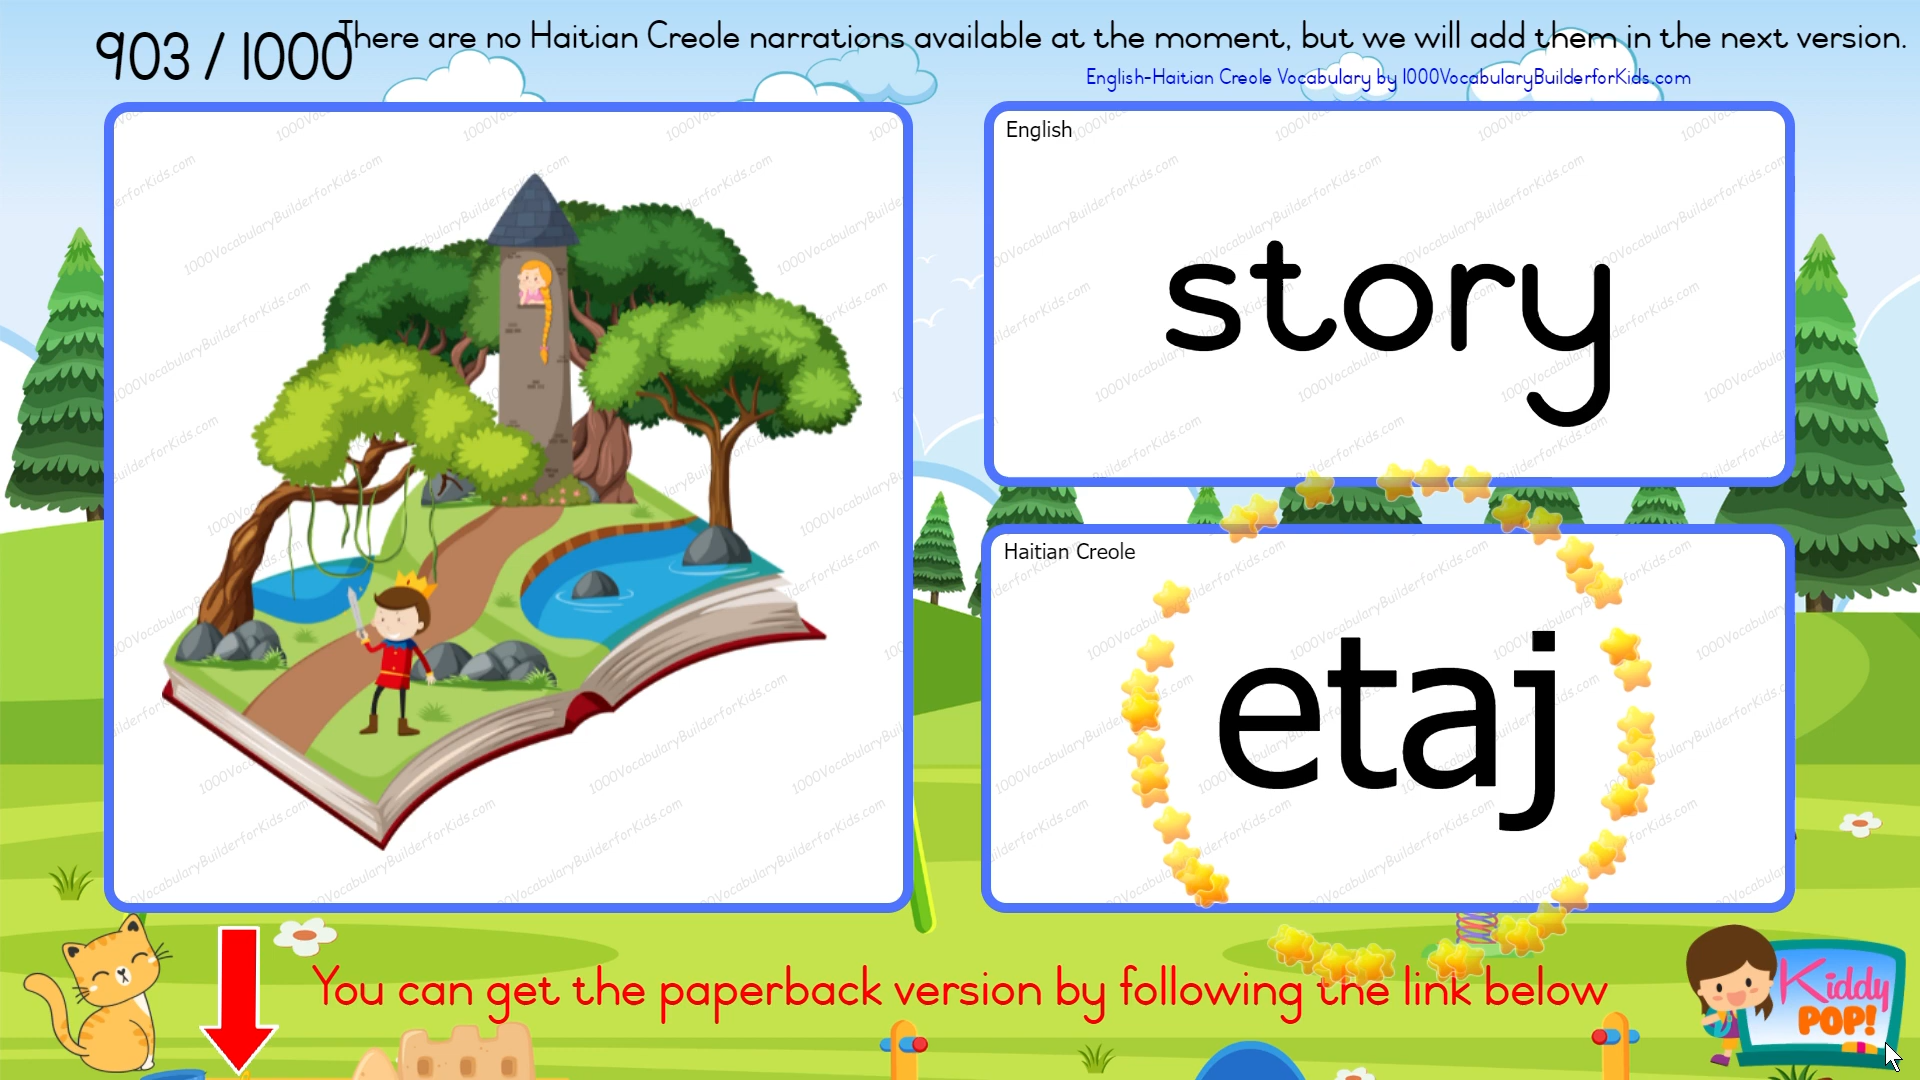 903 / 1000
There are no Haitian Creole narrations available at the moment, but we will add them in the next version.
English-Haitian Creole Vocabulary by 1000VocabularyBuilderforKids.com
English
story
Haitian Creole
etaj
You can get the paperback version by following the link below
Kiddy
POP!
1000VocabularyBuilderforKids.com